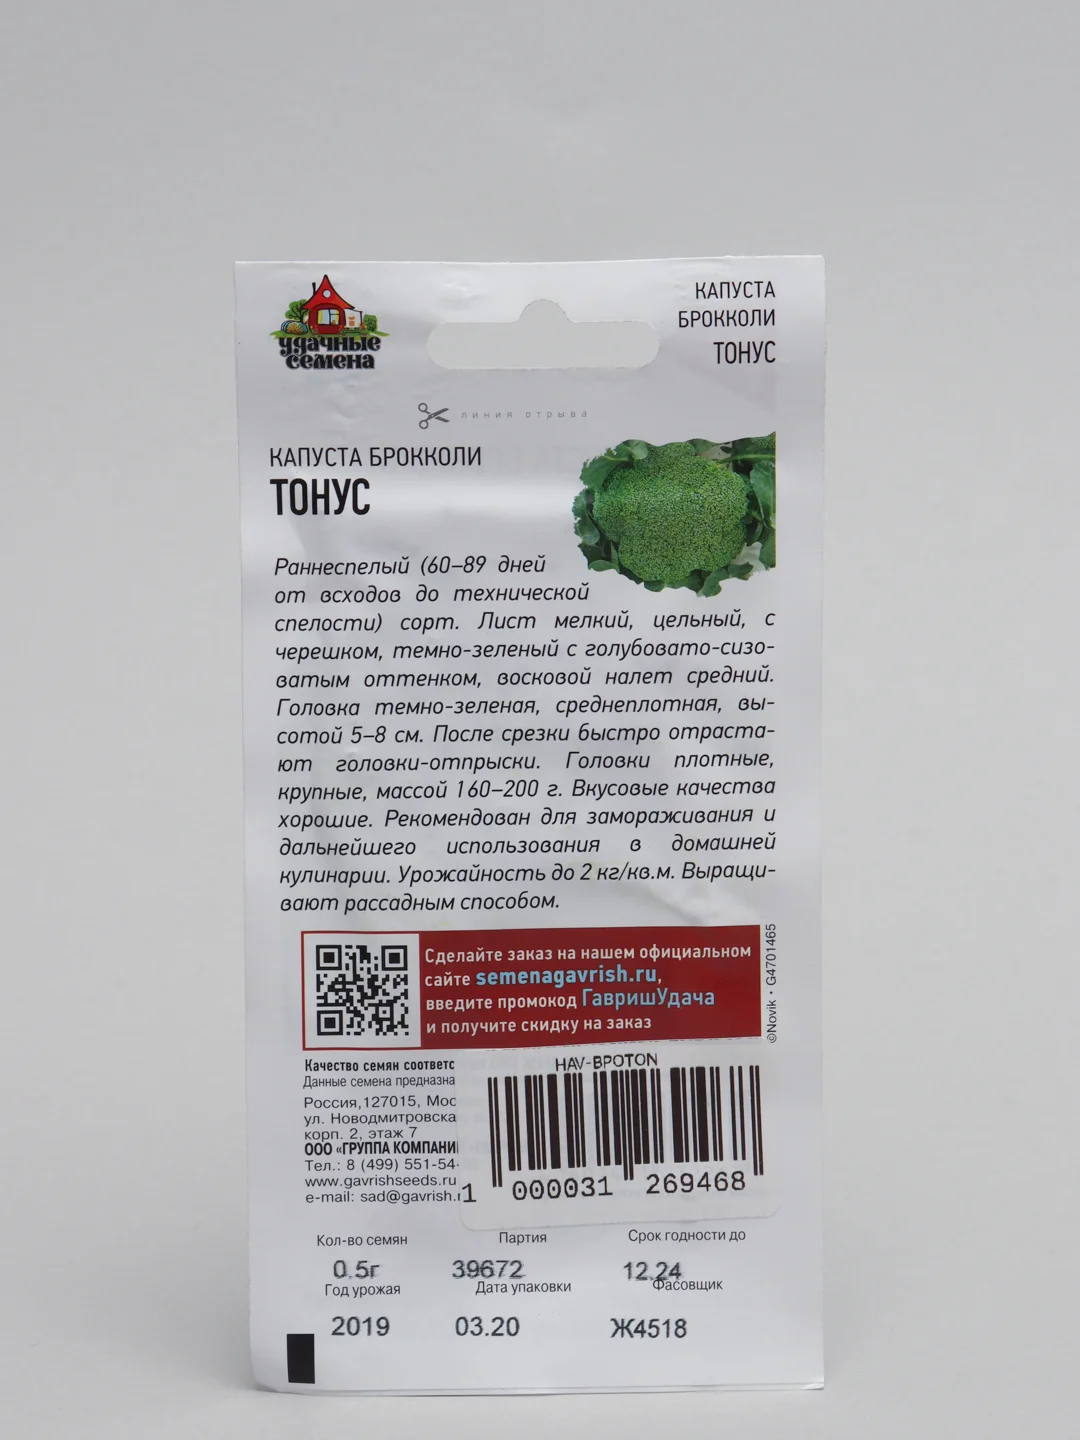 удачные
семена
КАПУСТА
БРОККОЛИ
ТОНУС
линия отрыва
КАПУСТА БРОККОЛИ
ТОНУС
Раннеспелый (60–89 дней
от всходов до технической
спелости) сорт. Лист мелкий, цельный, с
черешком, темно-зеленый с голубовато-сизо-
ватым оттенком, восковой налет средний.
Головка темно-зеленая, среднеплотная, вы-
сотой 5–8 см. После срезки быстро отраста-
ют головки-отпрыски. Головки плотные,
крупные, массой 160–200 г. Вкусовые качества
хорошие. Рекомендован для замораживания и
дальнейшего использования в домашней
кулинарии. Урожайность до 2 кг/кв.м. Выращи-
вают рассадным способом.
Сделайте заказ на нашем официальном
сайте semenagavrish.ru,
введите промокод ГавришУдача
и получите скидку на заказ
©Novik • G4701465
Качество семян соответс
Данные семена предназна
Россия,127015, Мос
ул. Новодмитровска
корп. 2, этаж 7
ООО «ГРУППА КОМПАНИ
Тел.: 8 (499) 551-54-
www.gavrishseeds.ru
e-mail: sad@gavrish.r
HAV-BPOTON
1 000031 269468
Кол-во семян Партия Срок годности до
0.5г 39672 12.24
Год урожая Дата упаковки Фасовщик
2019 03.20 Ж4518